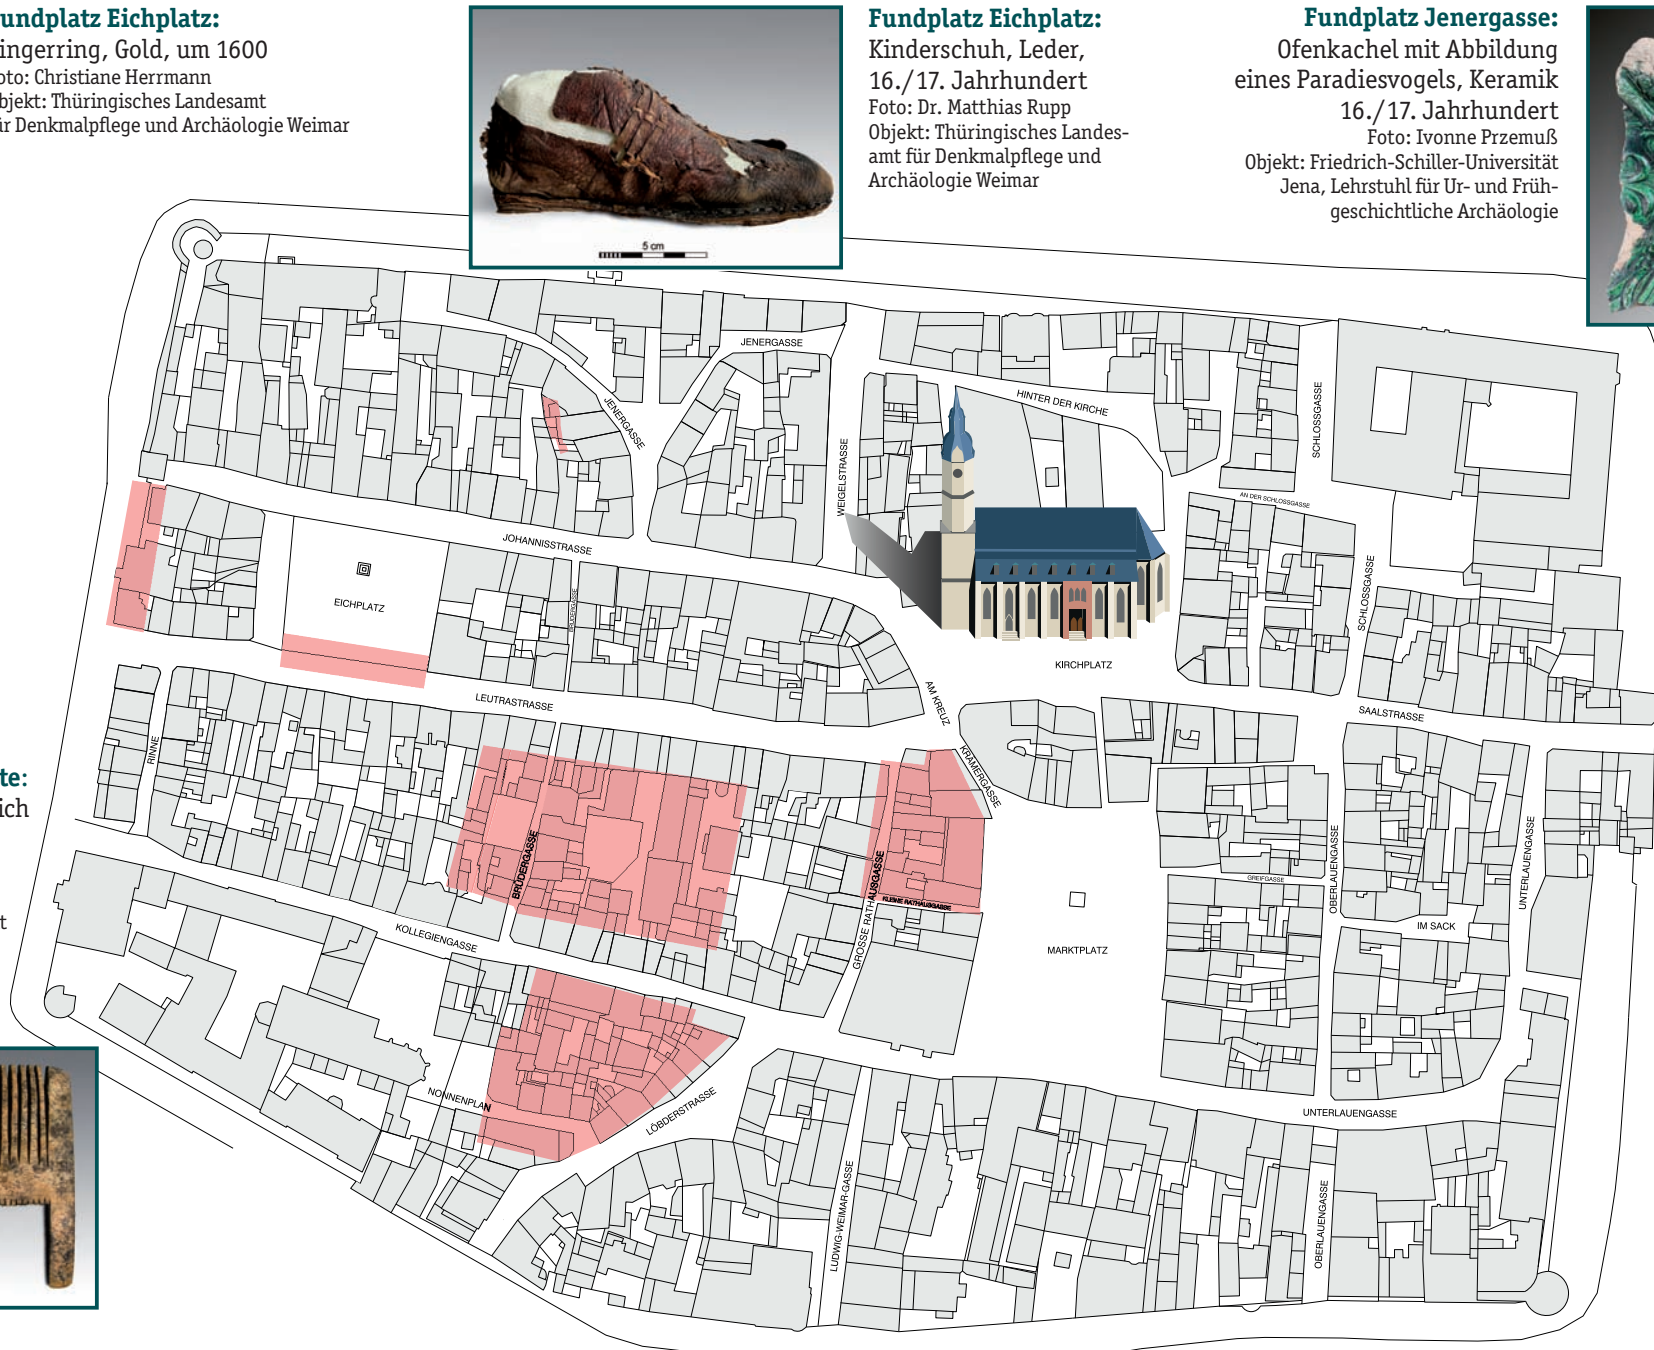 undplatz Eichplatz:
ingerring, Gold, um 1600
oto: Christiane Herrmann
bjekt: Thüringisches Landesamt
ür Denkmalpflege und Archäologie Weimar
5 cm
Fundplatz Eichplatz:
Kinderschuh, Leder,
16./17. Jahrhundert
Foto: Dr. Matthias Rupp
Objekt: Thüringisches Landes-
amt für Denkmalpflege und
Archäologie Weimar
Fundplatz Jenergasse:
Ofenkachel mit Abbildung
eines Paradiesvogels, Keramik
16./17. Jahrhundert
Foto: Ivonne Przemuß
Objekt: Friedrich-Schiller-Universität
Jena, Lehrstuhl für Ur- und Früh-
geschichtliche Archäologie
JENERGASSE
JENERGASSE
HINTER DER KIRCHE
SCHLOSSGASSE
WEIGELSTRASSE
AN DER SCHLOSSGASSE
JOHANNISSTRASSE
SCHLOSSGASSE
EICHPLATZ
BRÜDERGASSE
KIRCHPLATZ
LEUTRASTRASSE
AM KREUZ
SAALSTRASSE
RINNE
KRÄMERGASSE
te:
ich
t
BRÜDERGASSE
GROSSE RATHAUSGASSE
KLEINE RATHAUSGASSE
OBERLAUENGASSE
UNTERLAUENGASSE
GREIFGASSE
IM SACK
KOLLEGIENGASSE
MARKTPLATZ
NONNENPLAN
LÖBDERSTRASSE
UNTERLAUENGASSE
LUDWIG-WEIMAR-GASSE
OBERLAUENGASSE